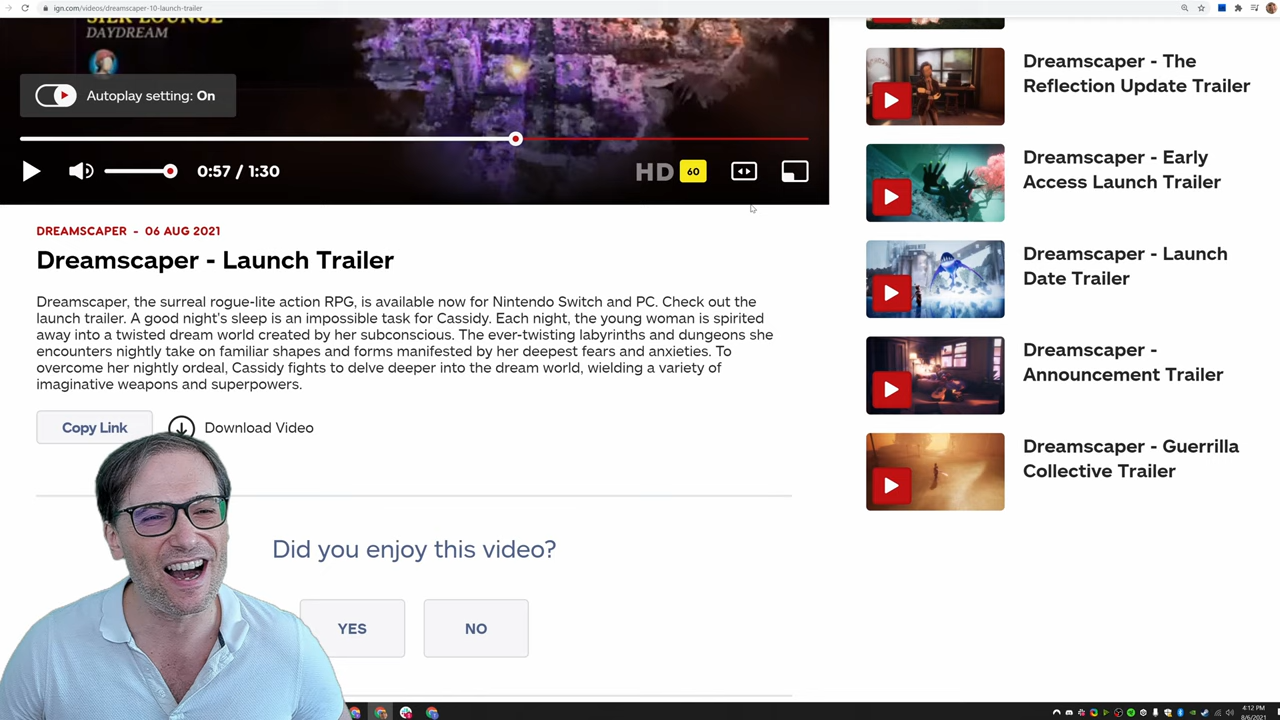 ign.com/videos/dreamscaper-10-launch-trailer
SILK LOUNGE
DAYDREAM
Autoplay setting: On
0:57 / 1:30
HD 60
DREAMSCAPER - 06 AUG 2021
Dreamscaper - Launch Trailer
Dreamscaper, the surreal rogue-lite action RPG, is available now for Nintendo Switch and PC. Check out the
launch trailer. A good night's sleep is an impossible task for Cassidy. Each night, the young woman is spirited
away into a twisted dream world created by her subconscious. The ever-twisting labyrinths and dungeons she
encounters nightly take on familiar shapes and forms manifested by her deepest fears and anxieties. To
overcome her nightly ordeal, Cassidy fights to delve deeper into the dream world, wielding a variety of
imaginative weapons and superpowers.
Copy Link
Download Video
Did you enjoy this video?
YES
NO
Dreamscaper - The
Reflection Update Trailer
Dreamscaper - Early
Access Launch Trailer
Dreamscaper - Launch
Date Trailer
Dreamscaper -
Announcement Trailer
Dreamscaper - Guerrilla
Collective Trailer
4:12 PM
8/6/2021